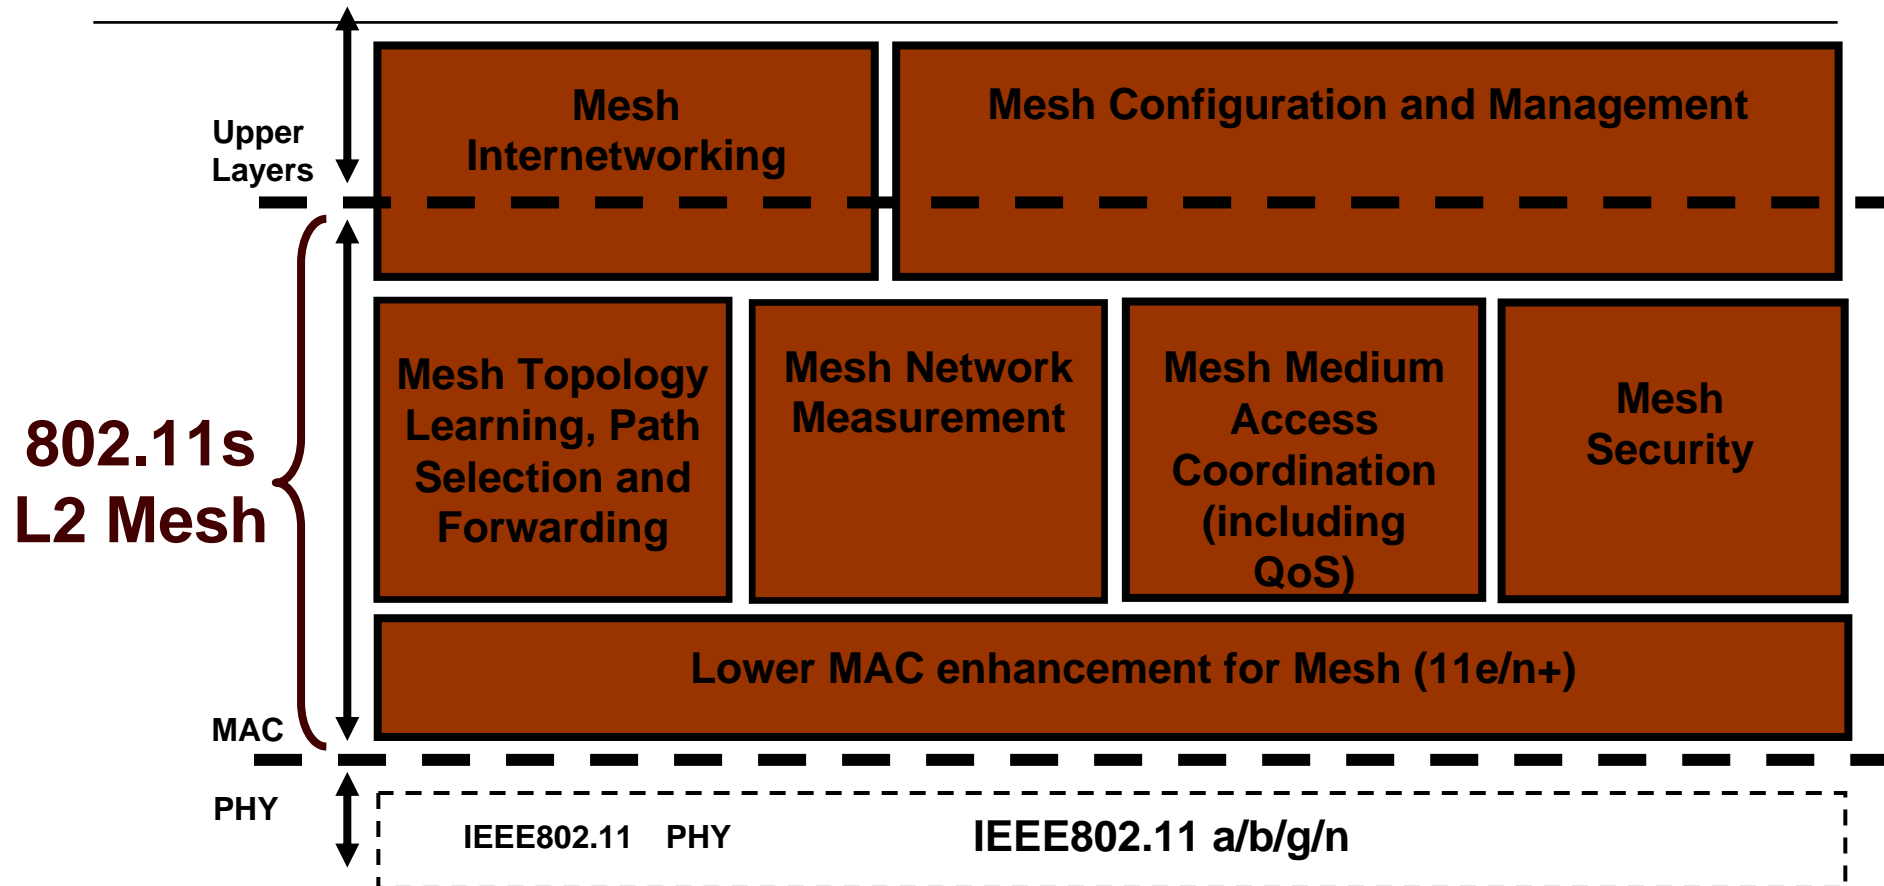 Upper
Layers
Mesh
Internetworking
Mesh Configuration and Management
802.11s
L2 Mesh
Mesh Topology
Learning, Path
Selection and
Forwarding
Mesh Network
Measurement
Mesh Medium
Access
Coordination
(including
QoS)
Mesh
Security
Lower MAC enhancement for Mesh (11e/n+)
MAC
PHY
IEEE802.11 PHY
IEEE802.11 a/b/g/n